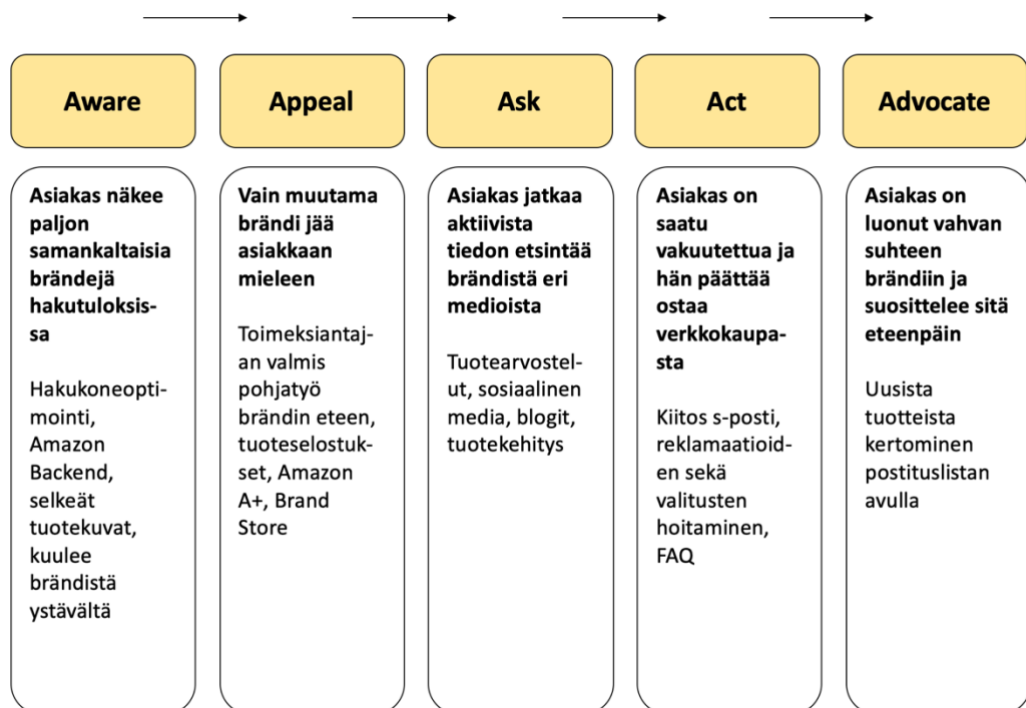 Aware
Appeal
Ask
Act
Advocate
Asiakas näkee
paljon
samankaltaisia
brändejä
hakutuloksis-
sa
Hakukoneopti-
mointi,
Amazon
Backend,
selkeät
tuotekuvat,
kuulee
brändistä
ystävältä
Vain muutama
brändi jää
asiakkaan
mieleen
Toimeksiantaj-
an valmis
pohjatyö
brändin eteen,
tuoteselostuk-
set, Amazon
A+, Brand
Store
Asiakas jatkaa
aktiivista
tiedon etsintää
brändistä eri
medioista
Tuotearvostel-
ut, sosiaalinen
media, blogit,
tuotekehitys
Asiakas on
saatu
vakuutettua ja
hän päättää
ostaa
verkkokaupa-
sta
Kiitos s-posti,
reklamaatioid-
en sekä
valitusten
hoitaminen,
FAQ
Asiakas on
luonut vahvan
suhteen
brändiin ja
suosittelee sitä
eteenpäin
Uusista
tuotteista
kertominen
postituslistan
avulla